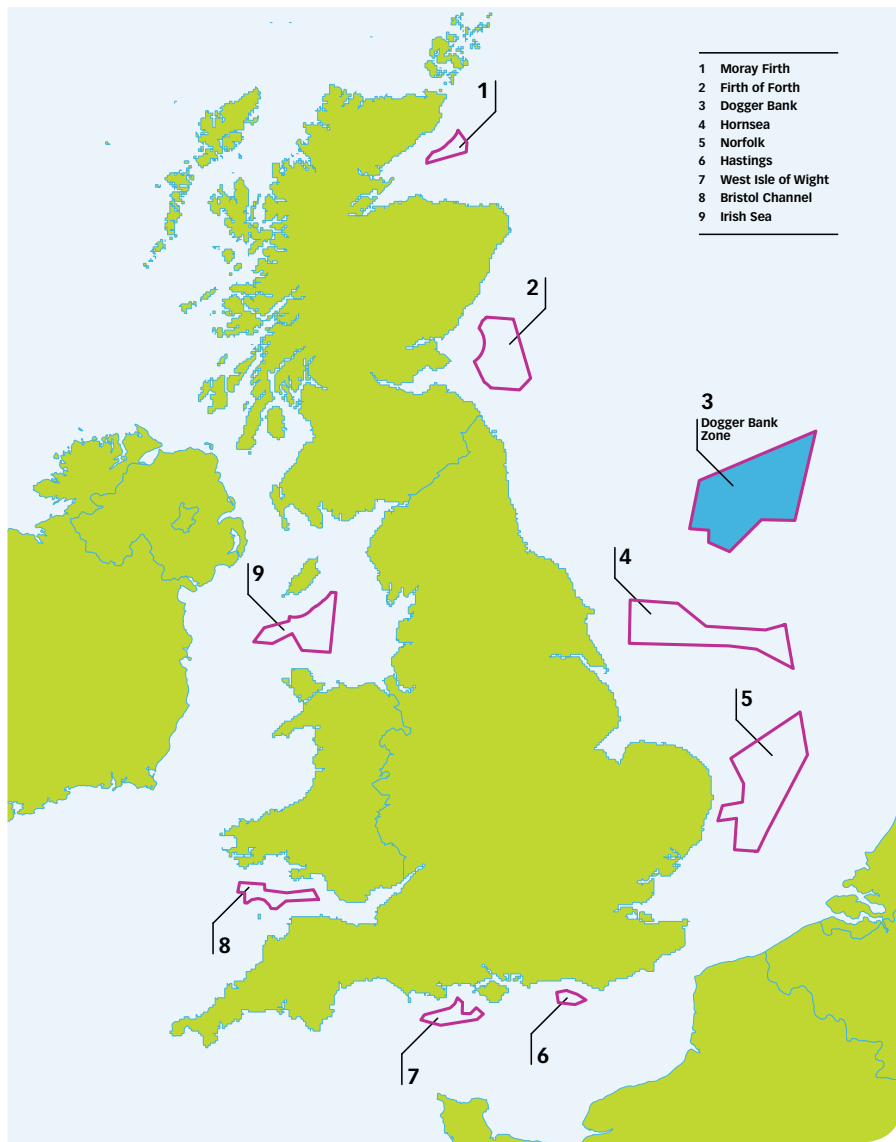 1 Moray Firth
2 Firth of Forth
3 Dogger Bank
4 Hornsea
5 Norfolk
6 Hastings
7 West Isle of Wight
8 Bristol Channel
9 Irish Sea
1
2
3
Dogger Bank
Zone
4
9
5
8
6
7